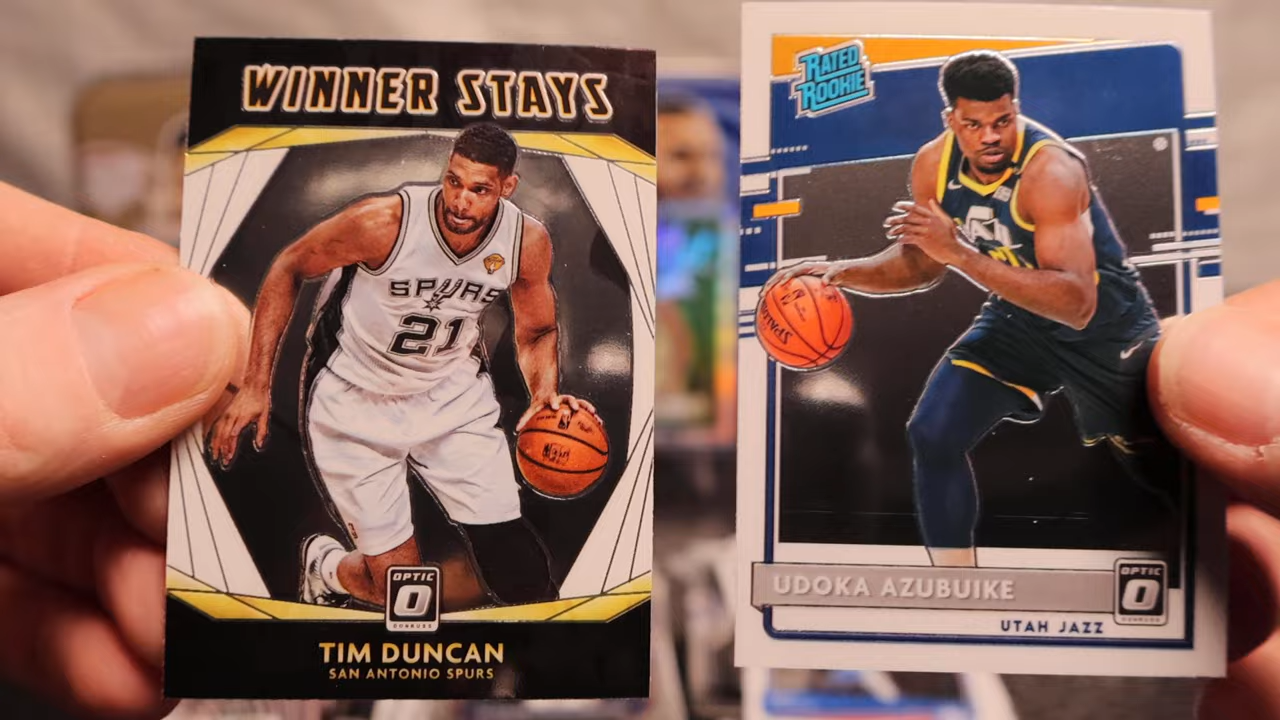 WINNER STAYS
SPURS
21
OPTIC
DONRUSS
TIM DUNCAN
SAN ANTONIO SPURS
RATED
ROOKIE
SPALDING
UDOKA AZUBUIKE
OPTIC
DONRUSS
UTAH JAZZ